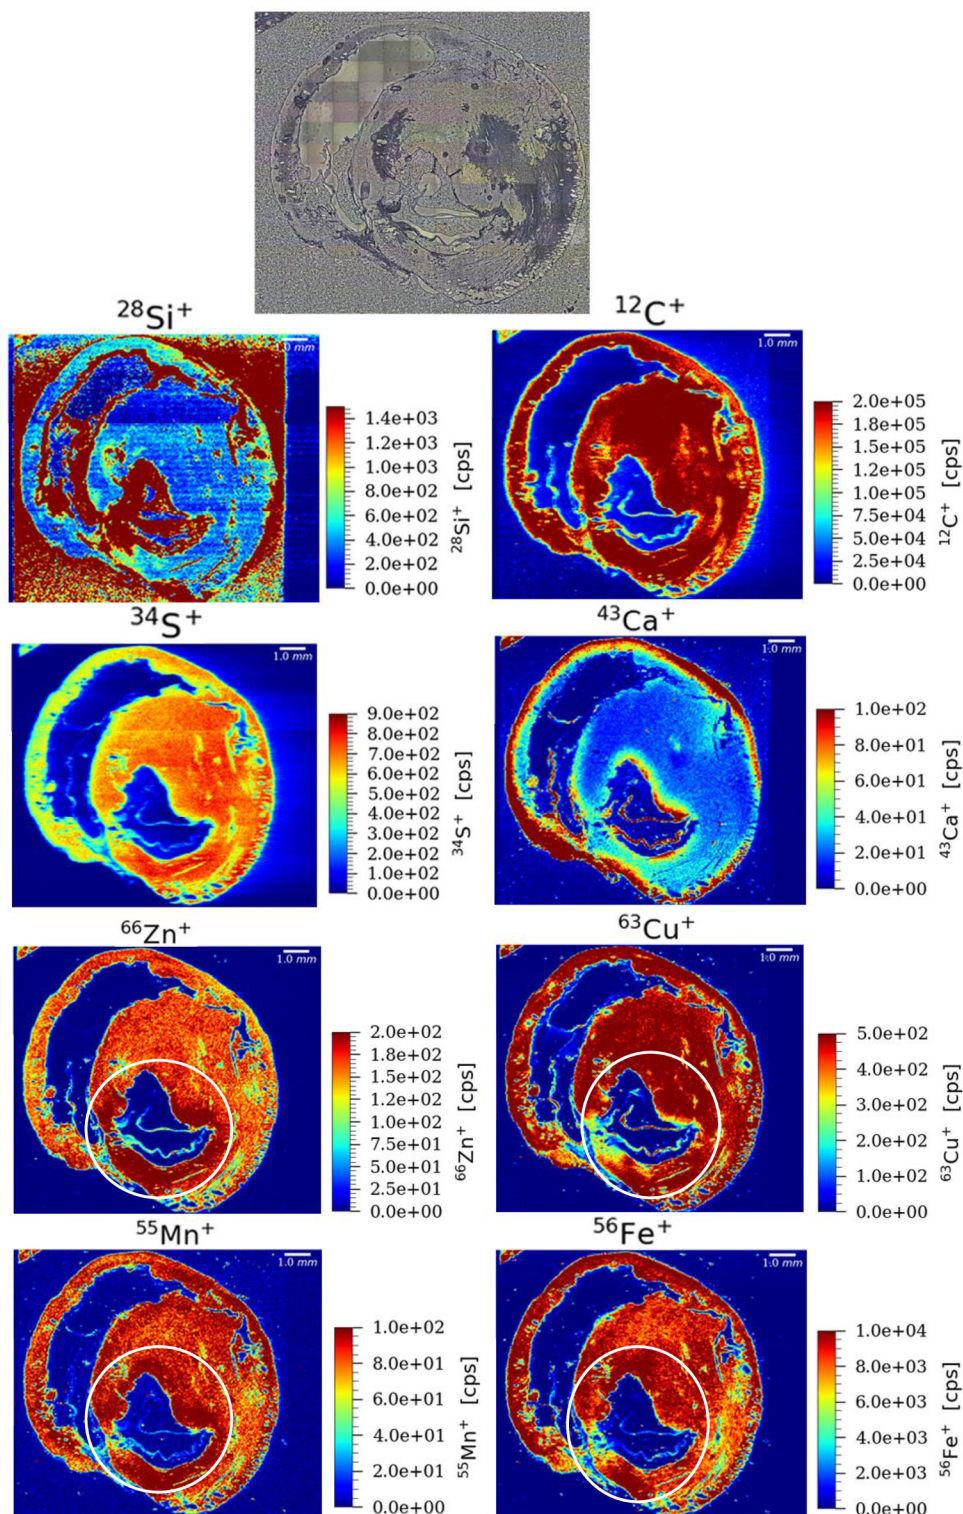 28Si+
12C+
0 mm
1.0 mm
1.4e+03
1.2e+03
1.0e+03
8.0e+02
6.0e+02
4.0e+02
2.0e+02
0.0e+00
28Si+ [cps]
2.0e+05
1.8e+05
1.5e+05
1.2e+05
1.0e+05
7.5e+04
5.0e+04
2.5e+04
0.0e+00
12C+ [cps]
34S+
43Ca+
1.0 mm
1.0 mm
9.0e+02
8.0e+02
7.0e+02
6.0e+02
5.0e+02
4.0e+02
3.0e+02
2.0e+02
1.0e+02
0.0e+00
34S+ [cps]
1.0e+02
8.0e+01
6.0e+01
4.0e+01
2.0e+01
0.0e+00
43Ca+ [cps]
66Zn+
63Cu+
1.0 mm
1.0 mm
2.0e+02
1.8e+02
1.5e+02
1.2e+02
1.0e+02
7.5e+01
5.0e+01
2.5e+01
0.0e+00
66Zn+ [cps]
5.0e+02
4.0e+02
3.0e+02
2.0e+02
1.0e+02
0.0e+00
63Cu+ [cps]
55Mn+
56Fe+
1.0 mm
1.0 mm
1.0e+02
8.0e+01
6.0e+01
4.0e+01
2.0e+01
0.0e+00
55Mn+ [cps]
1.0e+04
8.0e+03
6.0e+03
4.0e+03
2.0e+03
0.0e+00
56Fe+ [cps]